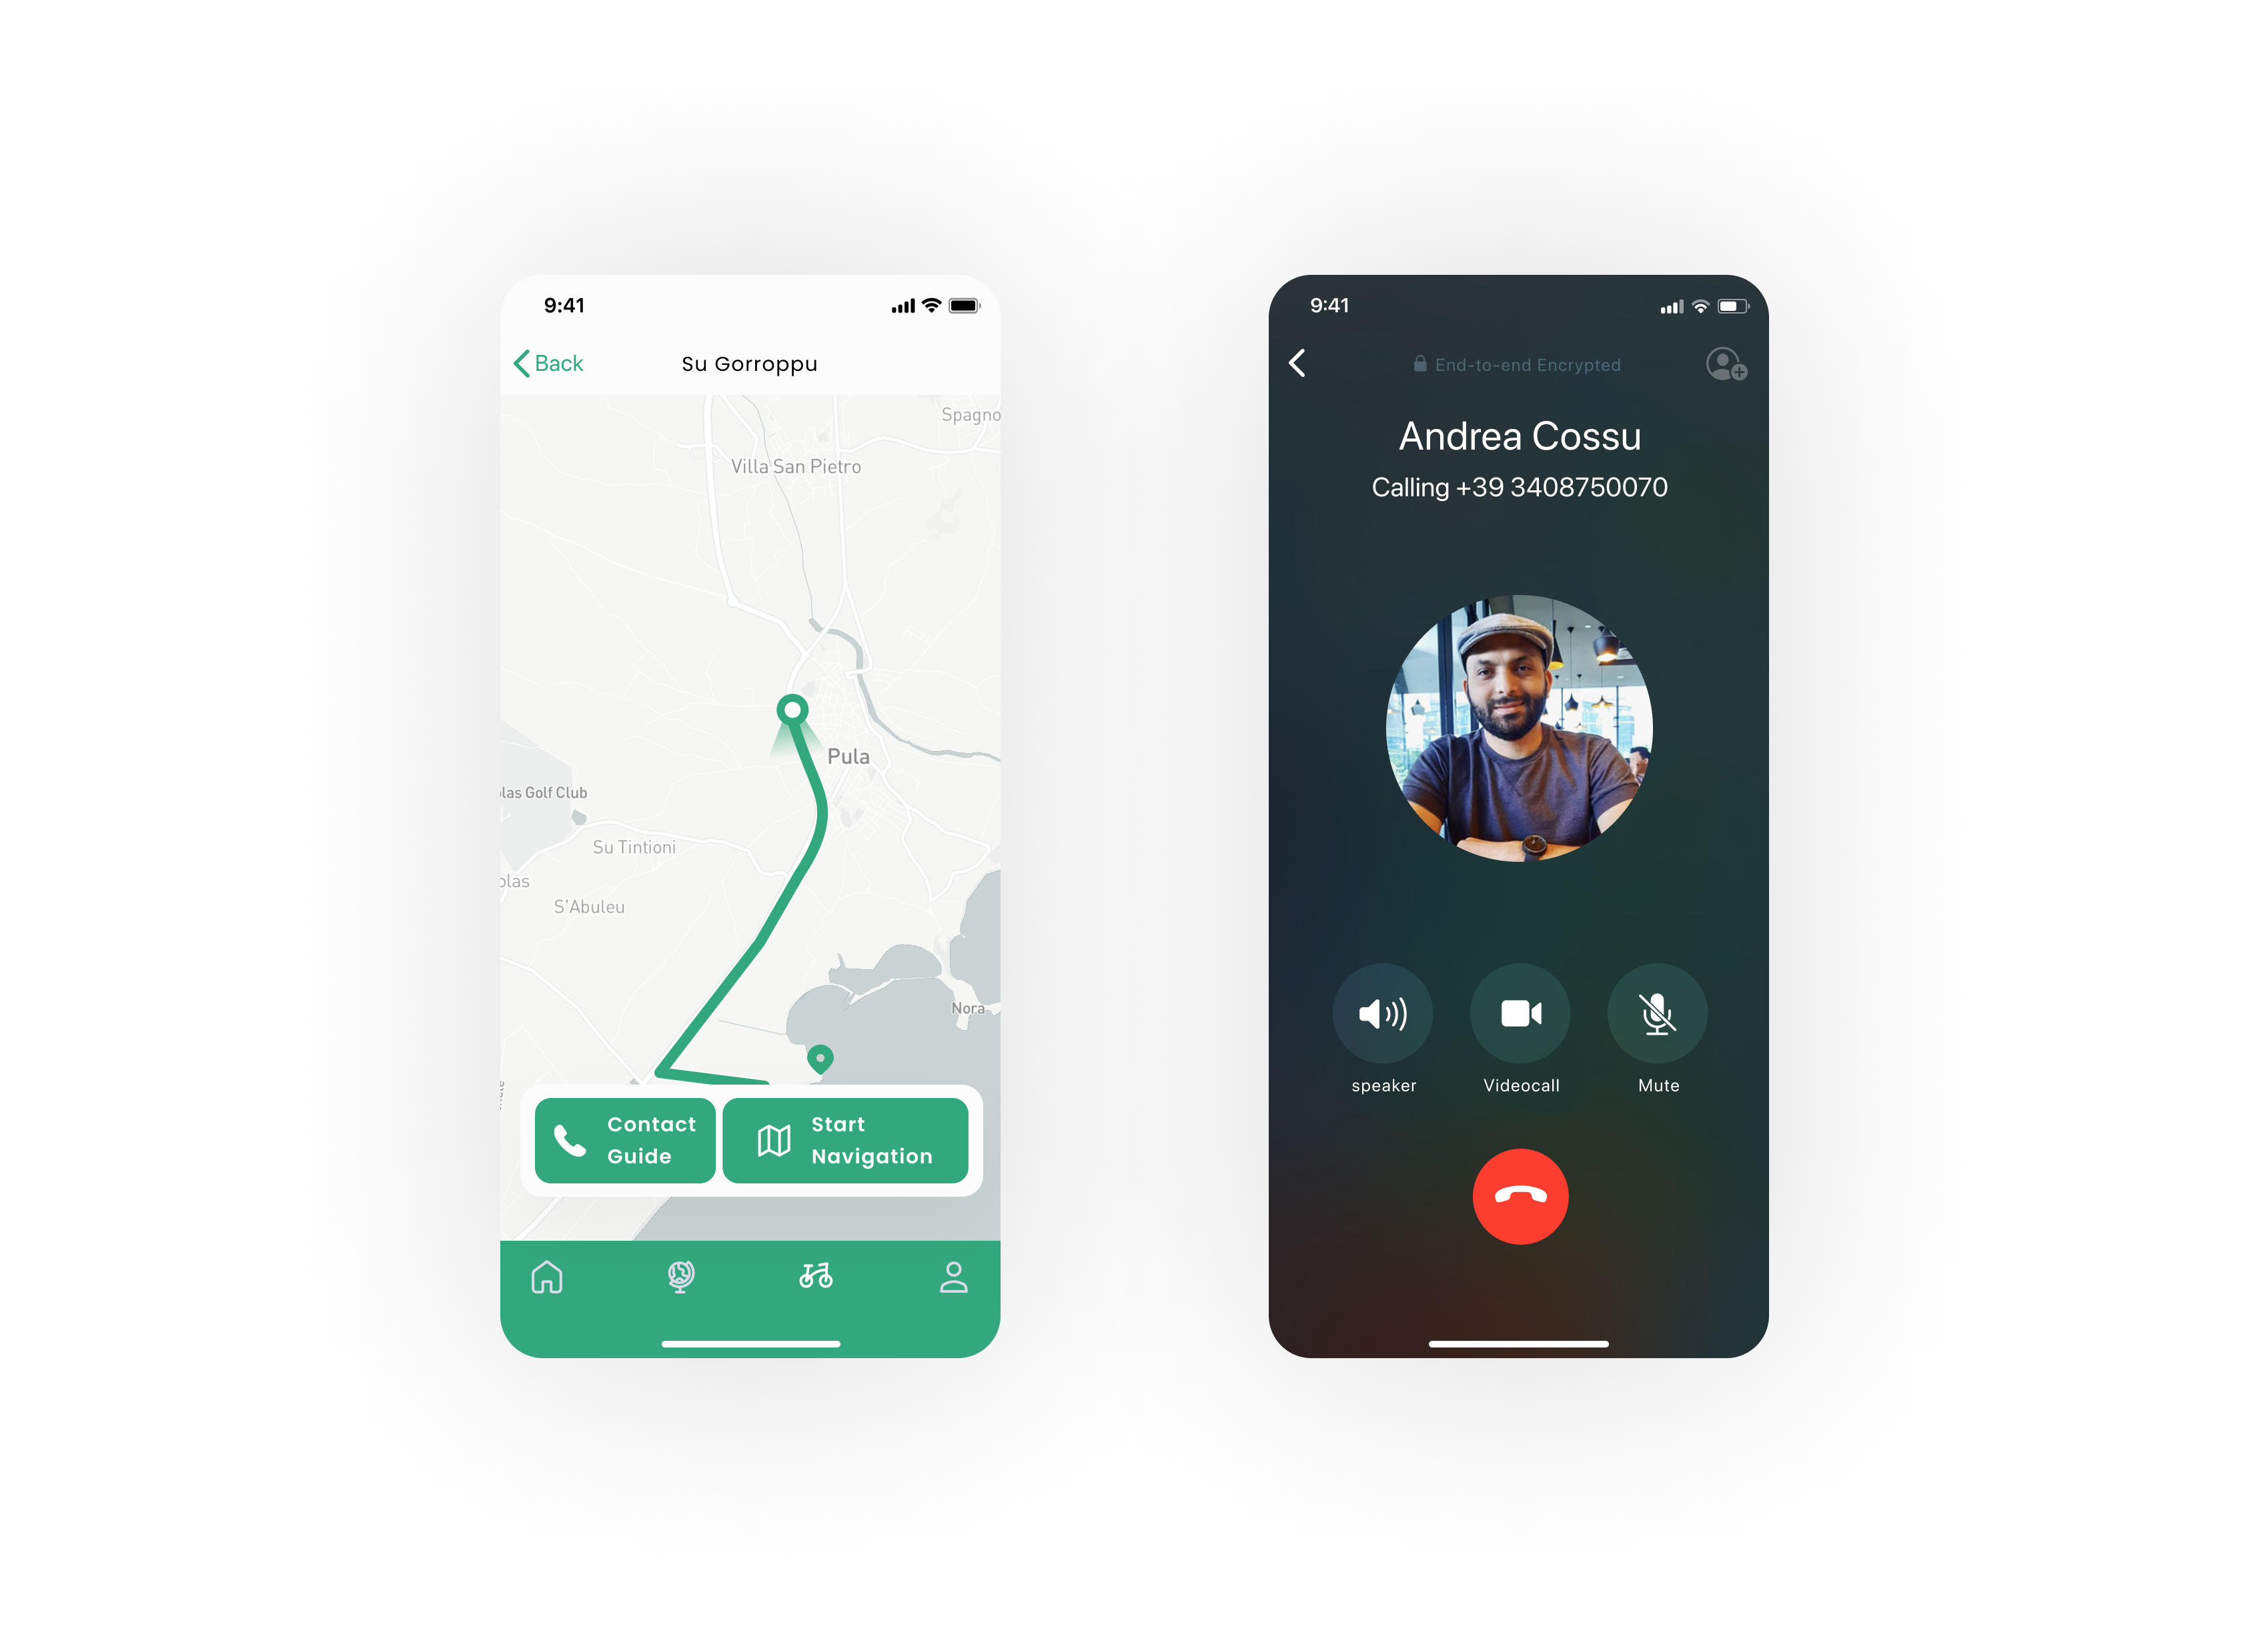 9:41
Back
Su Gorroppu
Spagno
Villa San Pietro
Pula
las Golf Club
Su Tintioni
olas
S'Abuleu
Nora
Contact
Guide
Start
Navigation
9:41
End-to-end Encrypted
Andrea Cossu
Calling +39 3408750070
speaker
Videocall
Mute